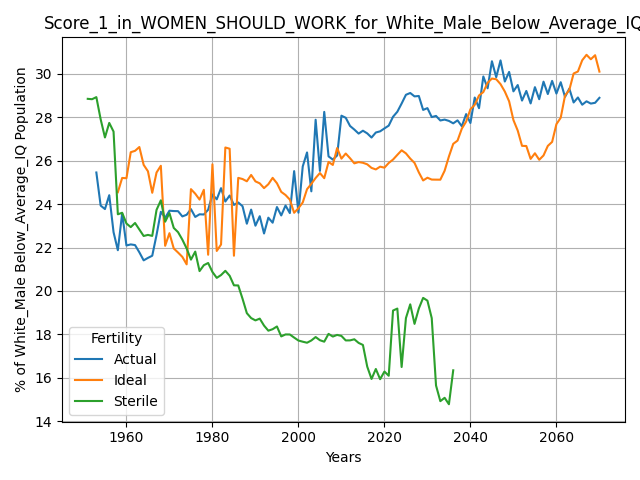 Score_1_in_WOMEN_SHOULD_WORK_for_White_Male_Below_Average_IQ
% of White_Male Below_Average_IQ Population
30
28
26
24
22
20
18
16
14
Fertility
Actual
Ideal
Sterile
1960 1980 2000 2020 2040 2060
Years